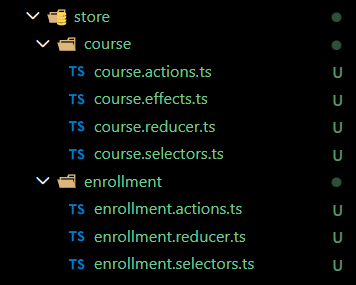 store
course
TS course.actions.ts U
TS course.effects.ts U
TS course.reducer.ts U
TS course.selectors.ts U
enrollment
TS enrollment.actions.ts U
TS enrollment.reducer.ts U
TS enrollment.selectors.ts U